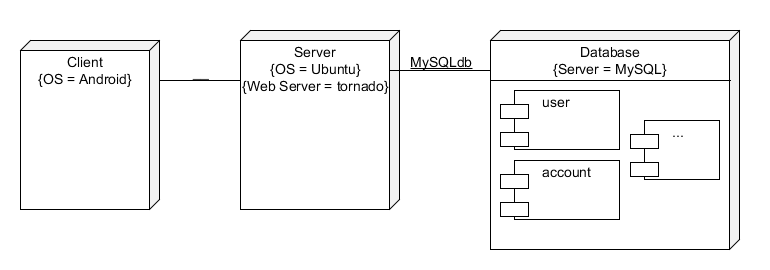 Client
{OS = Android}
Server
{OS = Ubuntu}
{Web Server = tornado}
MySQLdb
Database
{Server = MySQL}
user
account
...